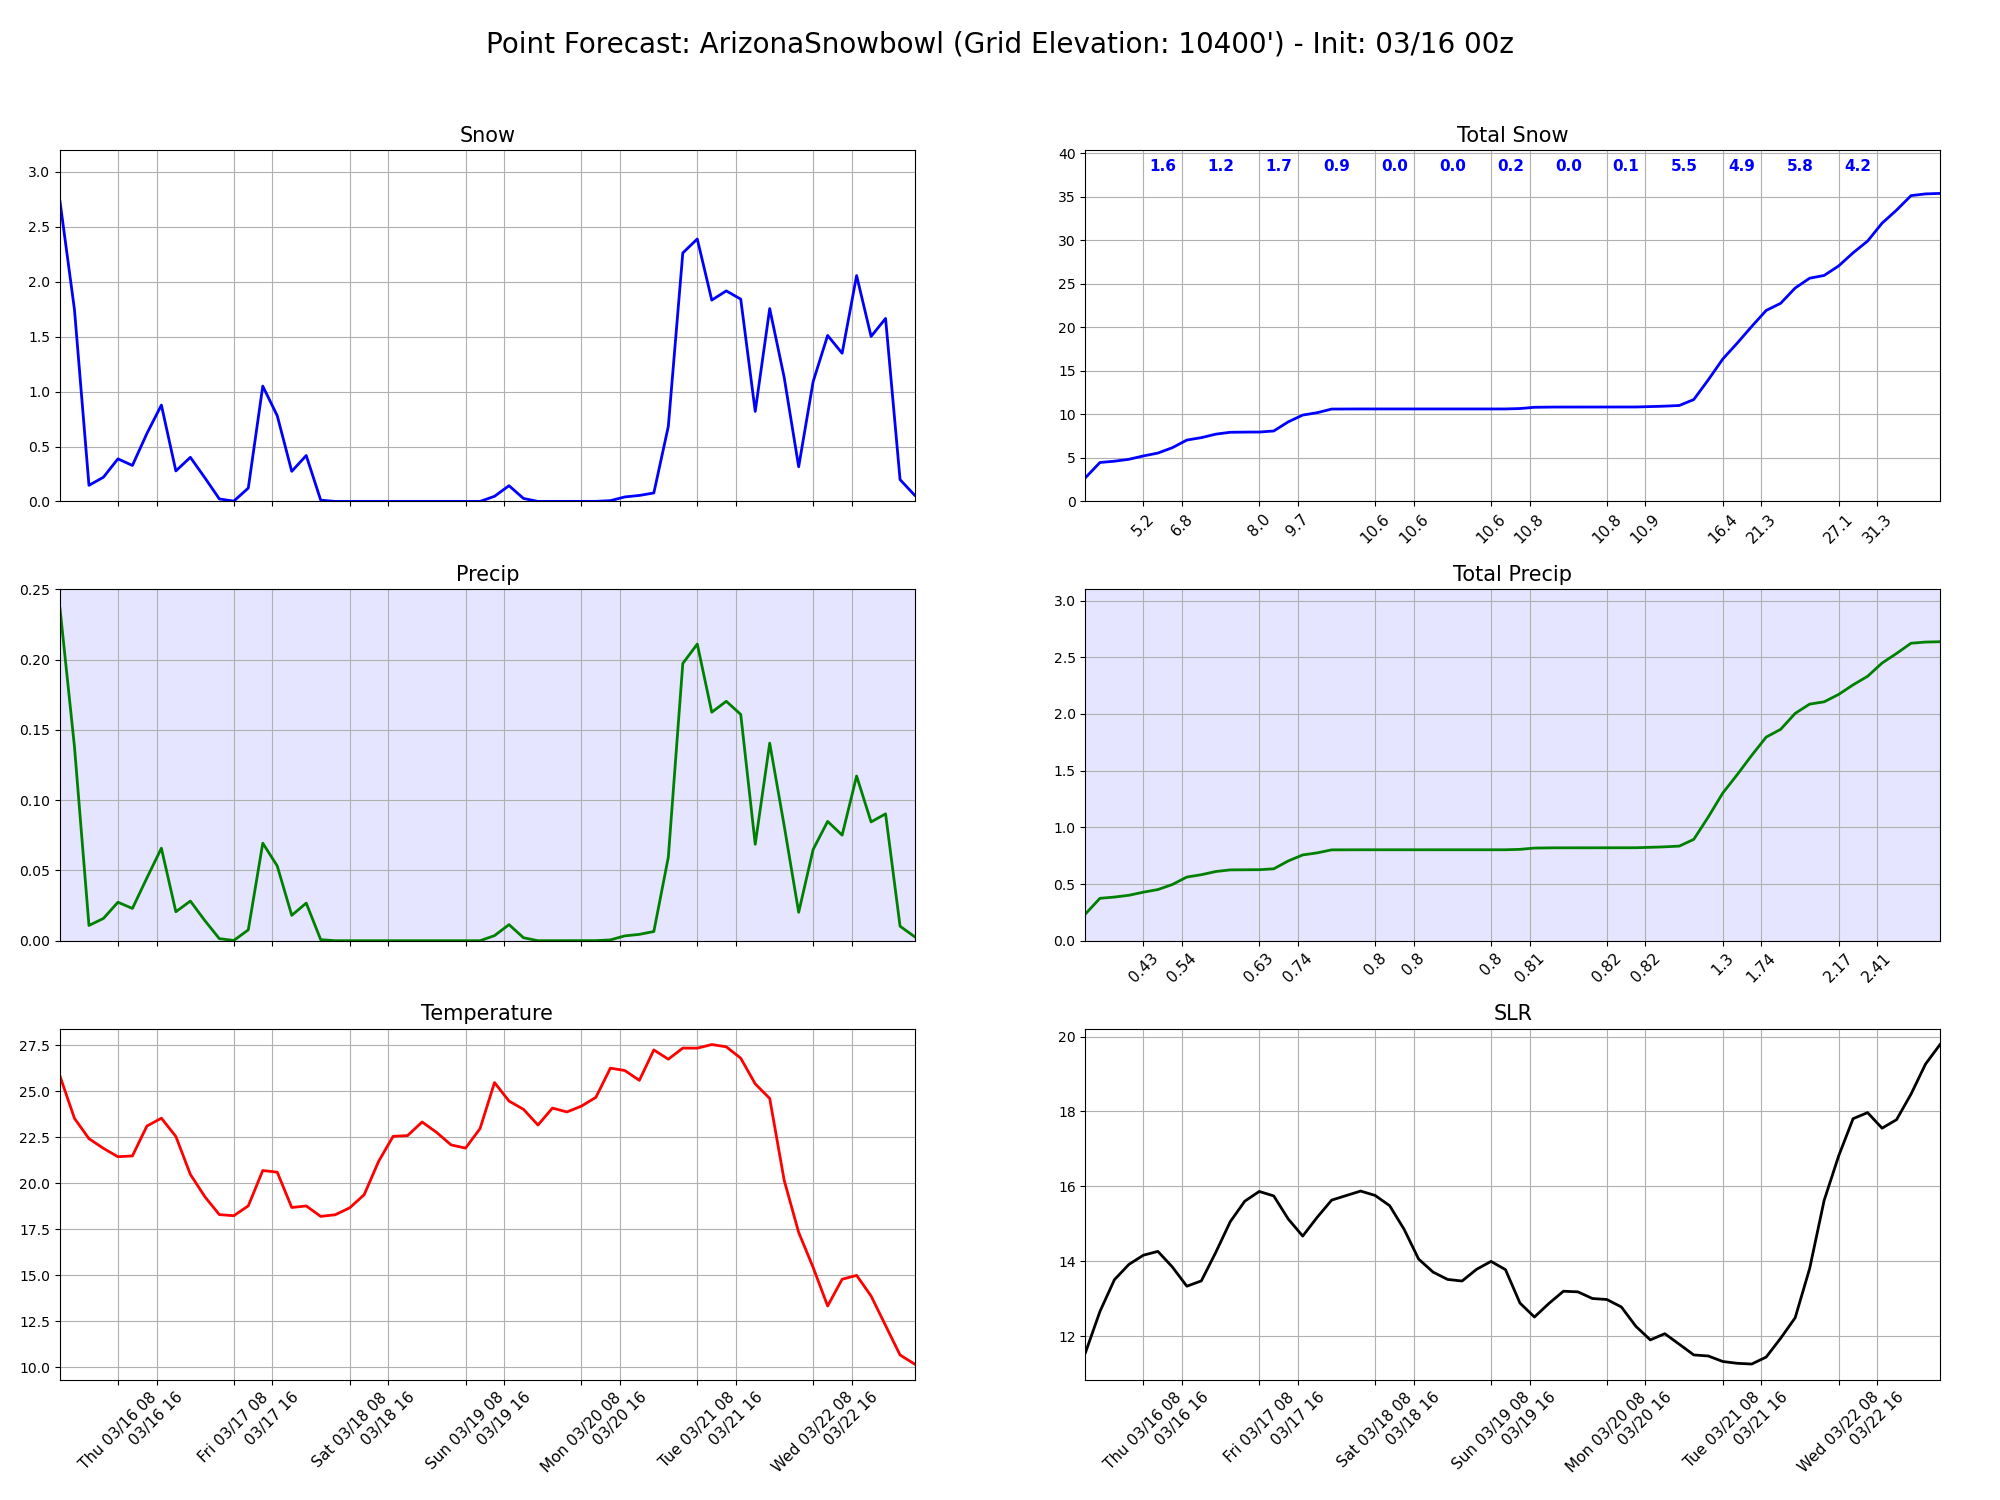 Point Forecast: ArizonaSnowbowl (Grid Elevation: 10400') - Init: 03/16 00z
Snow
3.0
2.5
2.0
1.5
1.0
0.5
0.0
Total Snow
1.6 1.2 1.7 0.9 0.0 0.0 0.2 0.0 0.1 5.5 4.9 5.8 4.2
40
35
30
25
20
15
10
5
0
5.2 6.8 8.0 9.7 10.6 10.6 10.6 10.8 10.8 10.9 16.4 21.3 27.1 31.3
Precip
0.25
0.20
0.15
0.10
0.05
0.00
Total Precip
3.0
2.5
2.0
1.5
1.0
0.5
0.0
0.43 0.54 0.63 0.74 0.8 0.8 0.8 0.81 0.82 0.82 1.3 1.74 2.17 2.41
Temperature
27.5
25.0
22.5
20.0
17.5
15.0
12.5
10.0
Thu 03/16 08
03/16 16
Fri 03/17 08
03/17 16
Sat 03/18 08
03/18 16
Sun 03/19 08
03/19 16
Mon 03/20 08
03/20 16
Tue 03/21 08
03/21 16
Wed 03/22 08
03/22 16
SLR
20
18
16
14
12
Thu 03/16 08
03/16 16
Fri 03/17 08
03/17 16
Sat 03/18 08
03/18 16
Sun 03/19 08
03/19 16
Mon 03/20 08
03/20 16
Tue 03/21 08
03/21 16
Wed 03/22 08
03/22 16